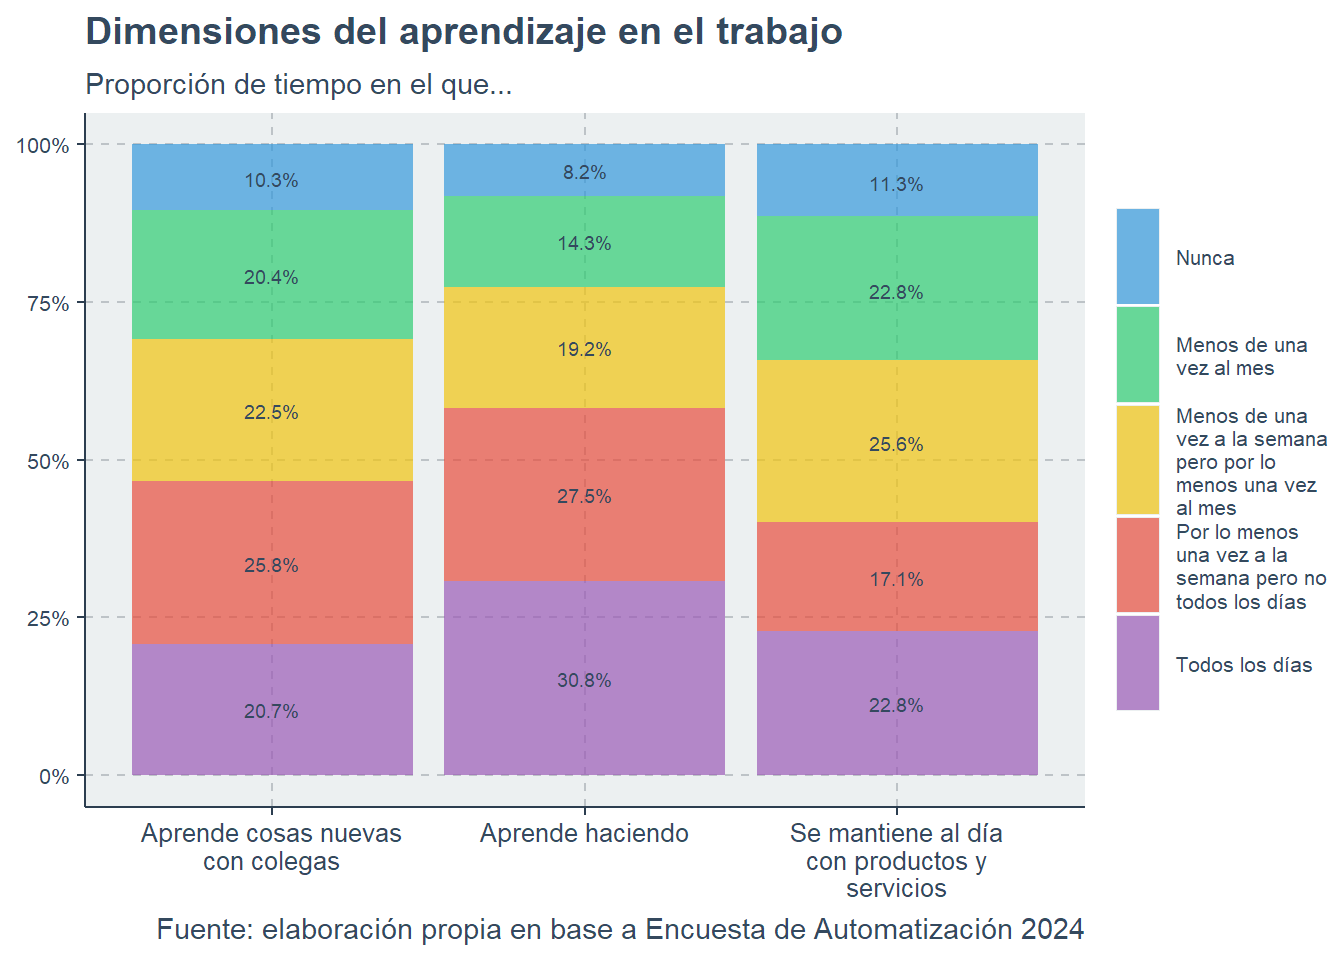 Dimensiones del aprendizaje en el trabajo
Proporción de tiempo en el que...
100%
75%
50%
25%
0%
10.3%
20.4%
22.5%
25.8%
20.7%
8.2%
14.3%
19.2%
27.5%
30.8%
11.3%
22.8%
25.6%
17.1%
22.8%
Aprende cosas nuevas
con colegas
Aprende haciendo
Se mantiene al día
con productos y
servicios
Nunca
Menos de una
vez al mes
Menos de una
vez a la semana
pero por lo
menos una vez
al mes
Por lo menos
una vez a la
semana pero no
todos los días
Todos los días
Fuente: elaboración propia en base a Encuesta de Automatización 2024